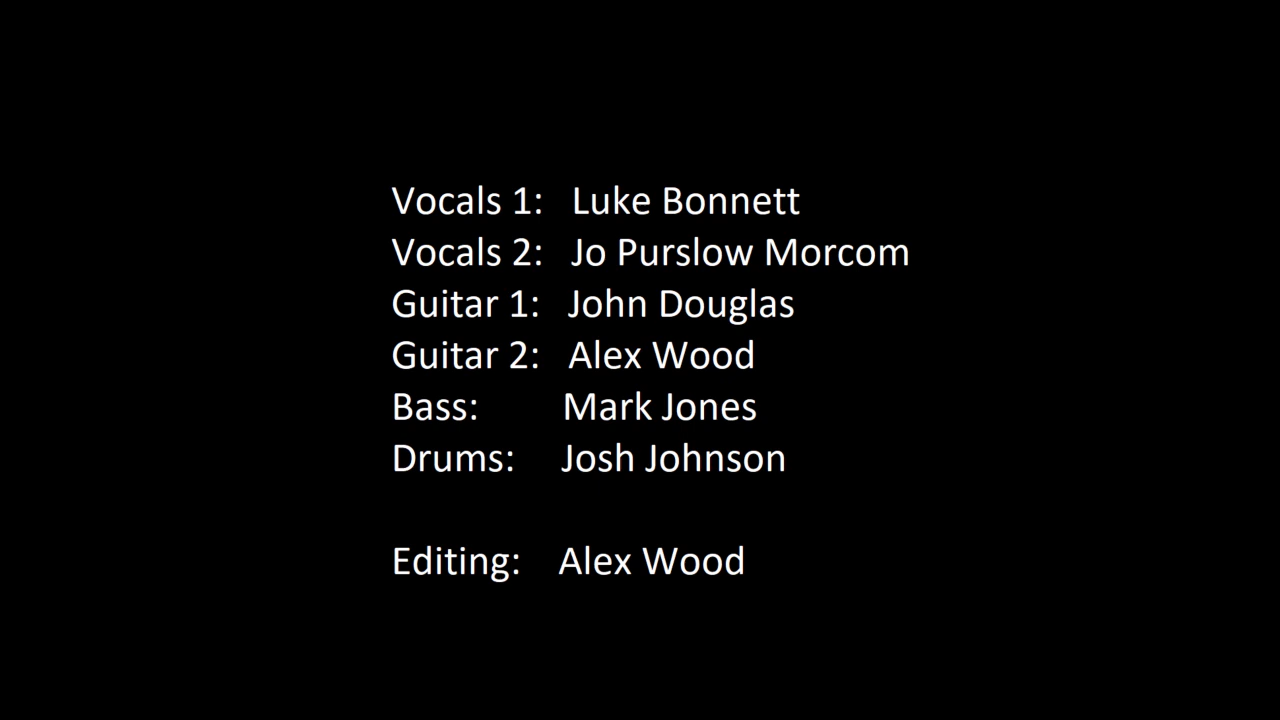 Vocals 1: Luke Bonnett
Vocals 2: Jo Purslow Morcom
Guitar 1: John Douglas
Guitar 2: Alex Wood
Bass: Mark Jones
Drums: Josh Johnson
Editing: Alex Wood